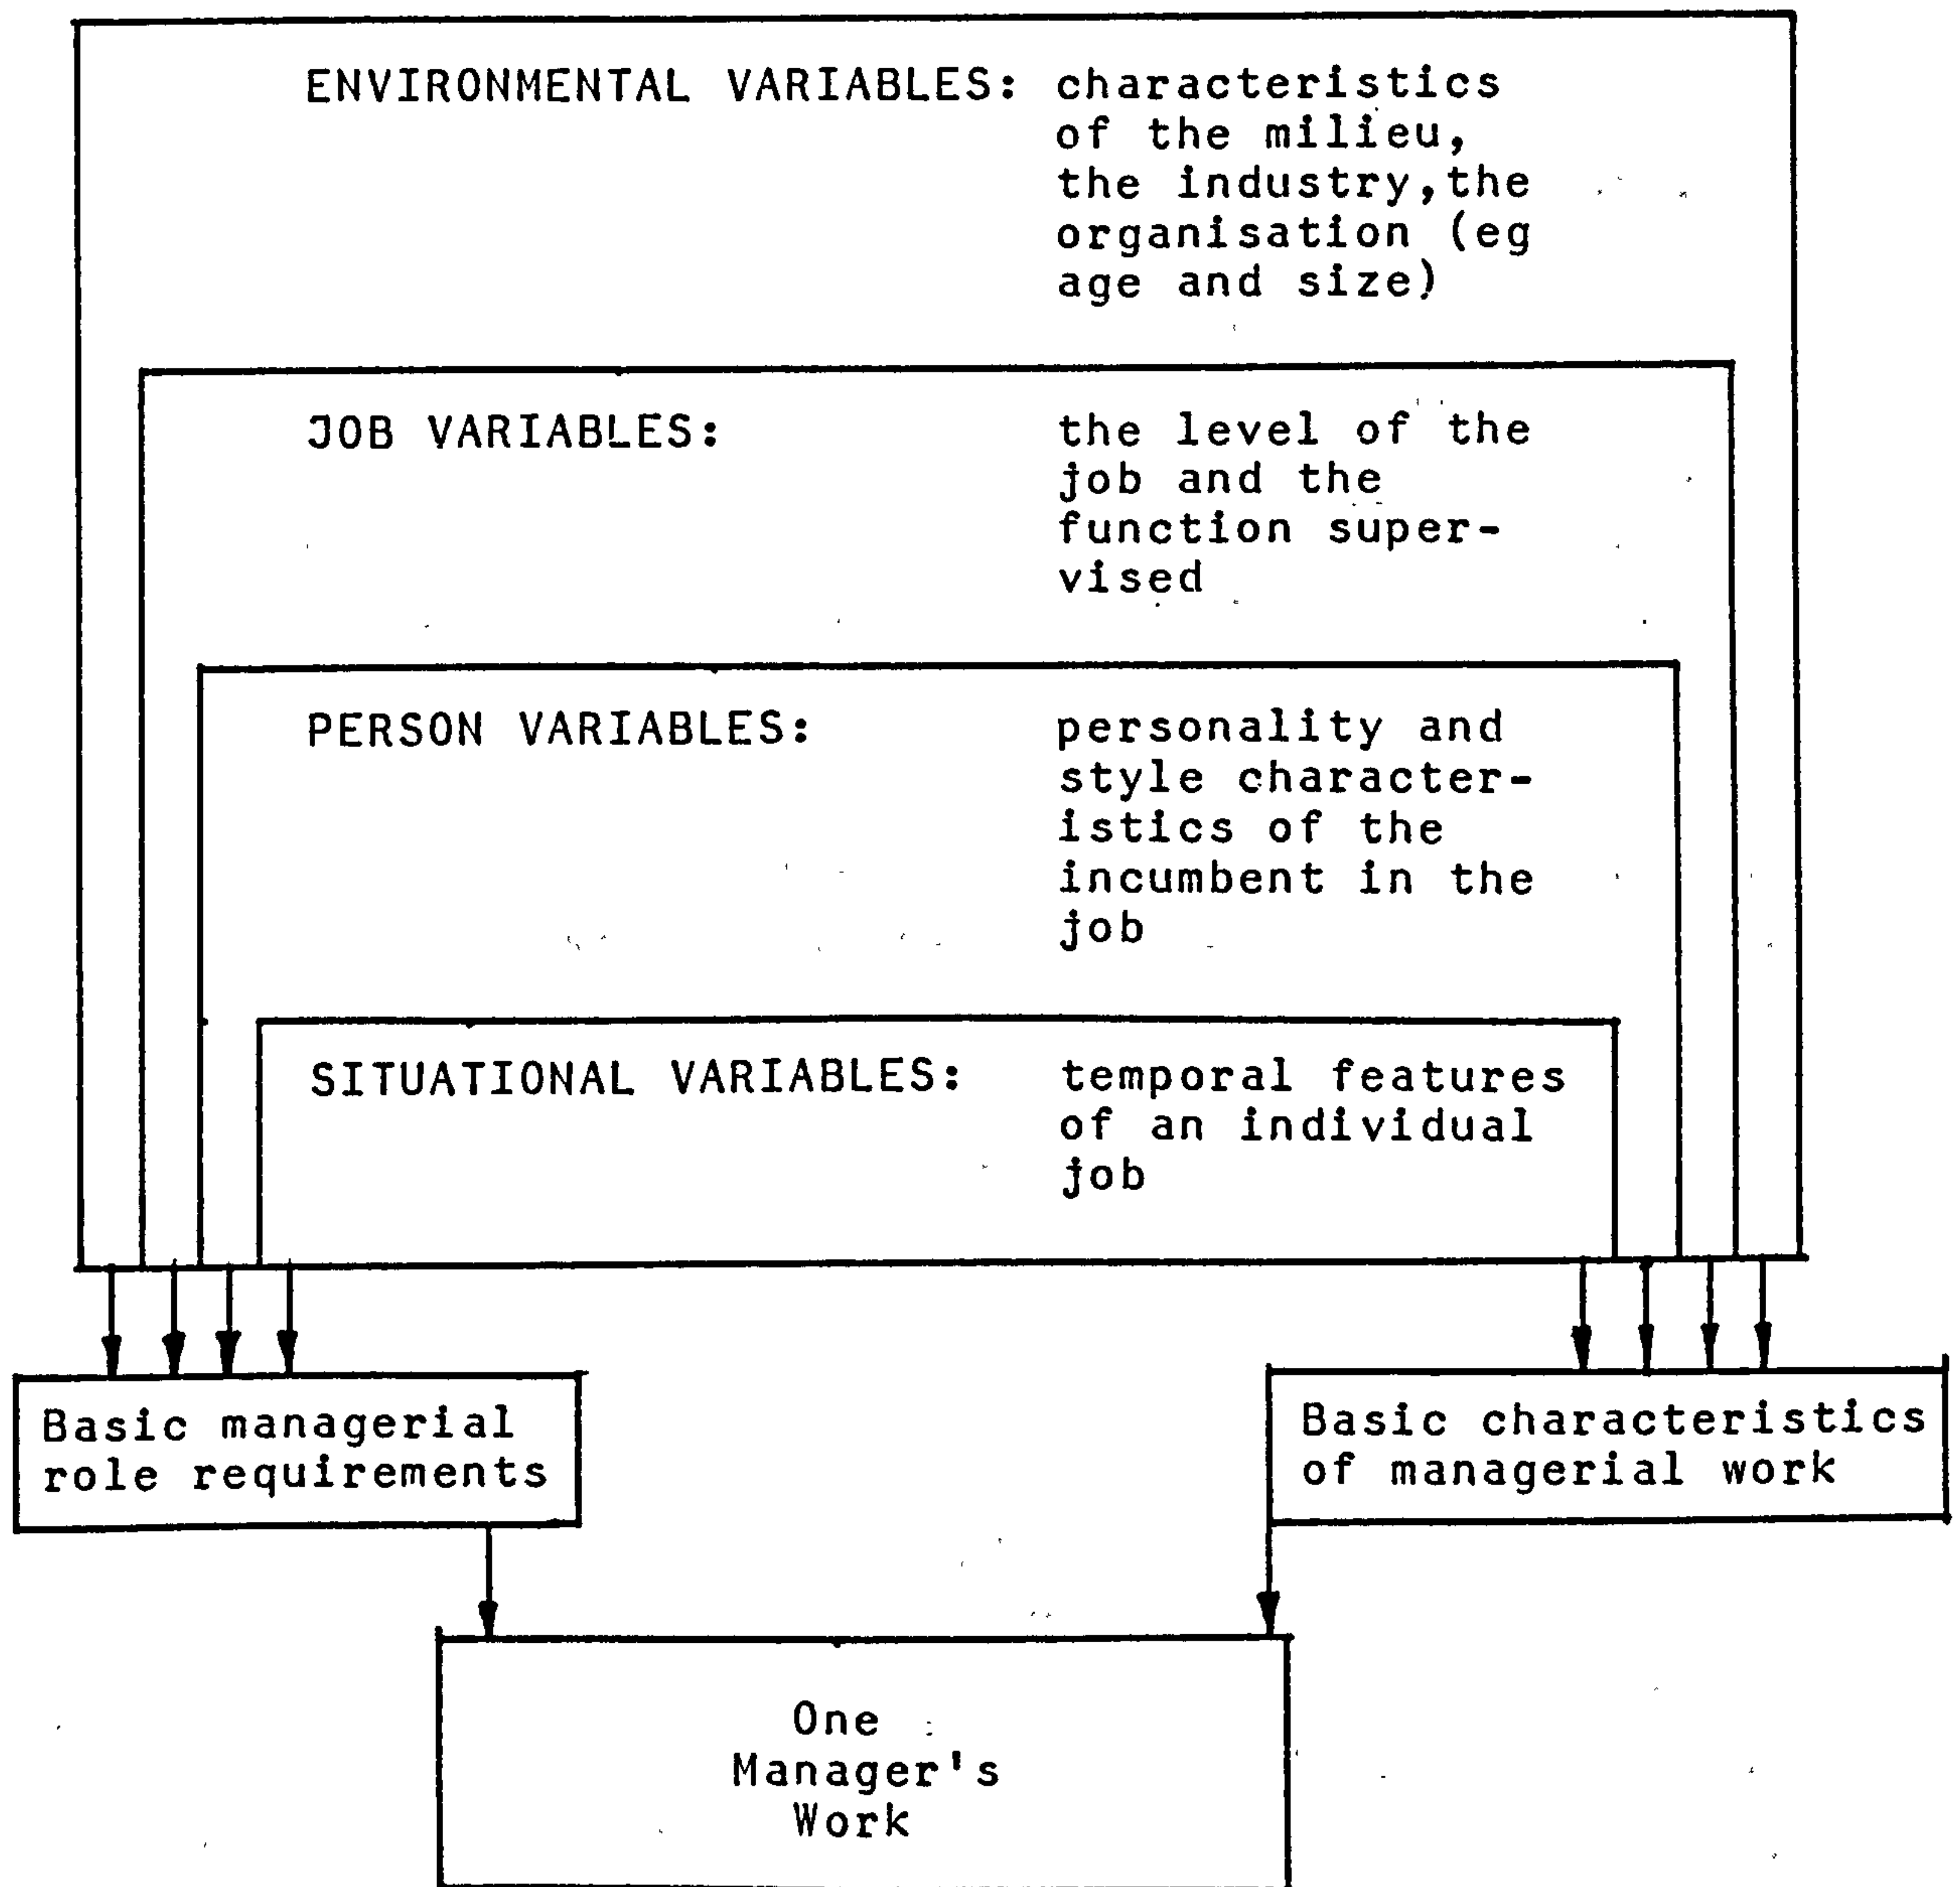 ENVIRONMENTAL VARIABLES: characteristics
of the milieu,
the industry,the
organisation (eg
age and size)
JOB VARIABLES: the level of the
job and the
function super-
vised
PERSON VARIABLES: personality and
style character-
istics of the
incumbent in the
job
SITUATIONAL VARIABLES: temporal features
of an individual
job
Basic managerial
role requirements
Basic characteristics
of managerial work
One
Manager's
Work